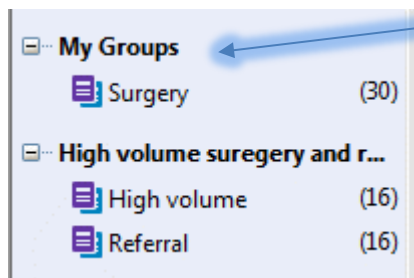 My Groups
Surgery (30)
High volume suregery and r...
High volume (16)
Referral (16)